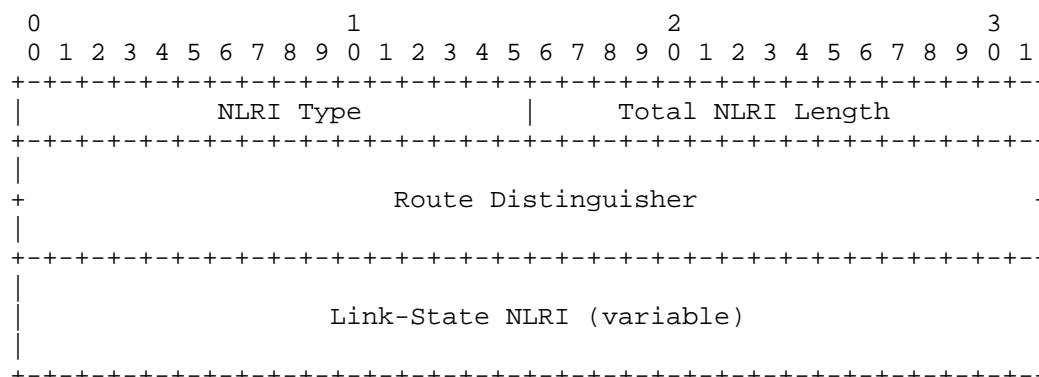 0                   1                   2                   3
0 1 2 3 4 5 6 7 8 9 0 1 2 3 4 5 6 7 8 9 0 1 2 3 4 5 6 7 8 9 0 1
+-+-+-+-+-+-+-+-+-+-+-+-+-+-+-+-+-+-+-+-+-+-+-+-+-+-+-+-+-+-+-+-
|            NLRI Type          |     Total NLRI Length
+-+-+-+-+-+-+-+-+-+-+-+-+-+-+-+-+-+-+-+-+-+-+-+-+-+-+-+-+-+-+-+-
|
+                       Route Distinguisher                     -
|
+-+-+-+-+-+-+-+-+-+-+-+-+-+-+-+-+-+-+-+-+-+-+-+-+-+-+-+-+-+-+-+-
|
|                   Link-State NLRI (variable)
|
+-+-+-+-+-+-+-+-+-+-+-+-+-+-+-+-+-+-+-+-+-+-+-+-+-+-+-+-+-+-+-+-